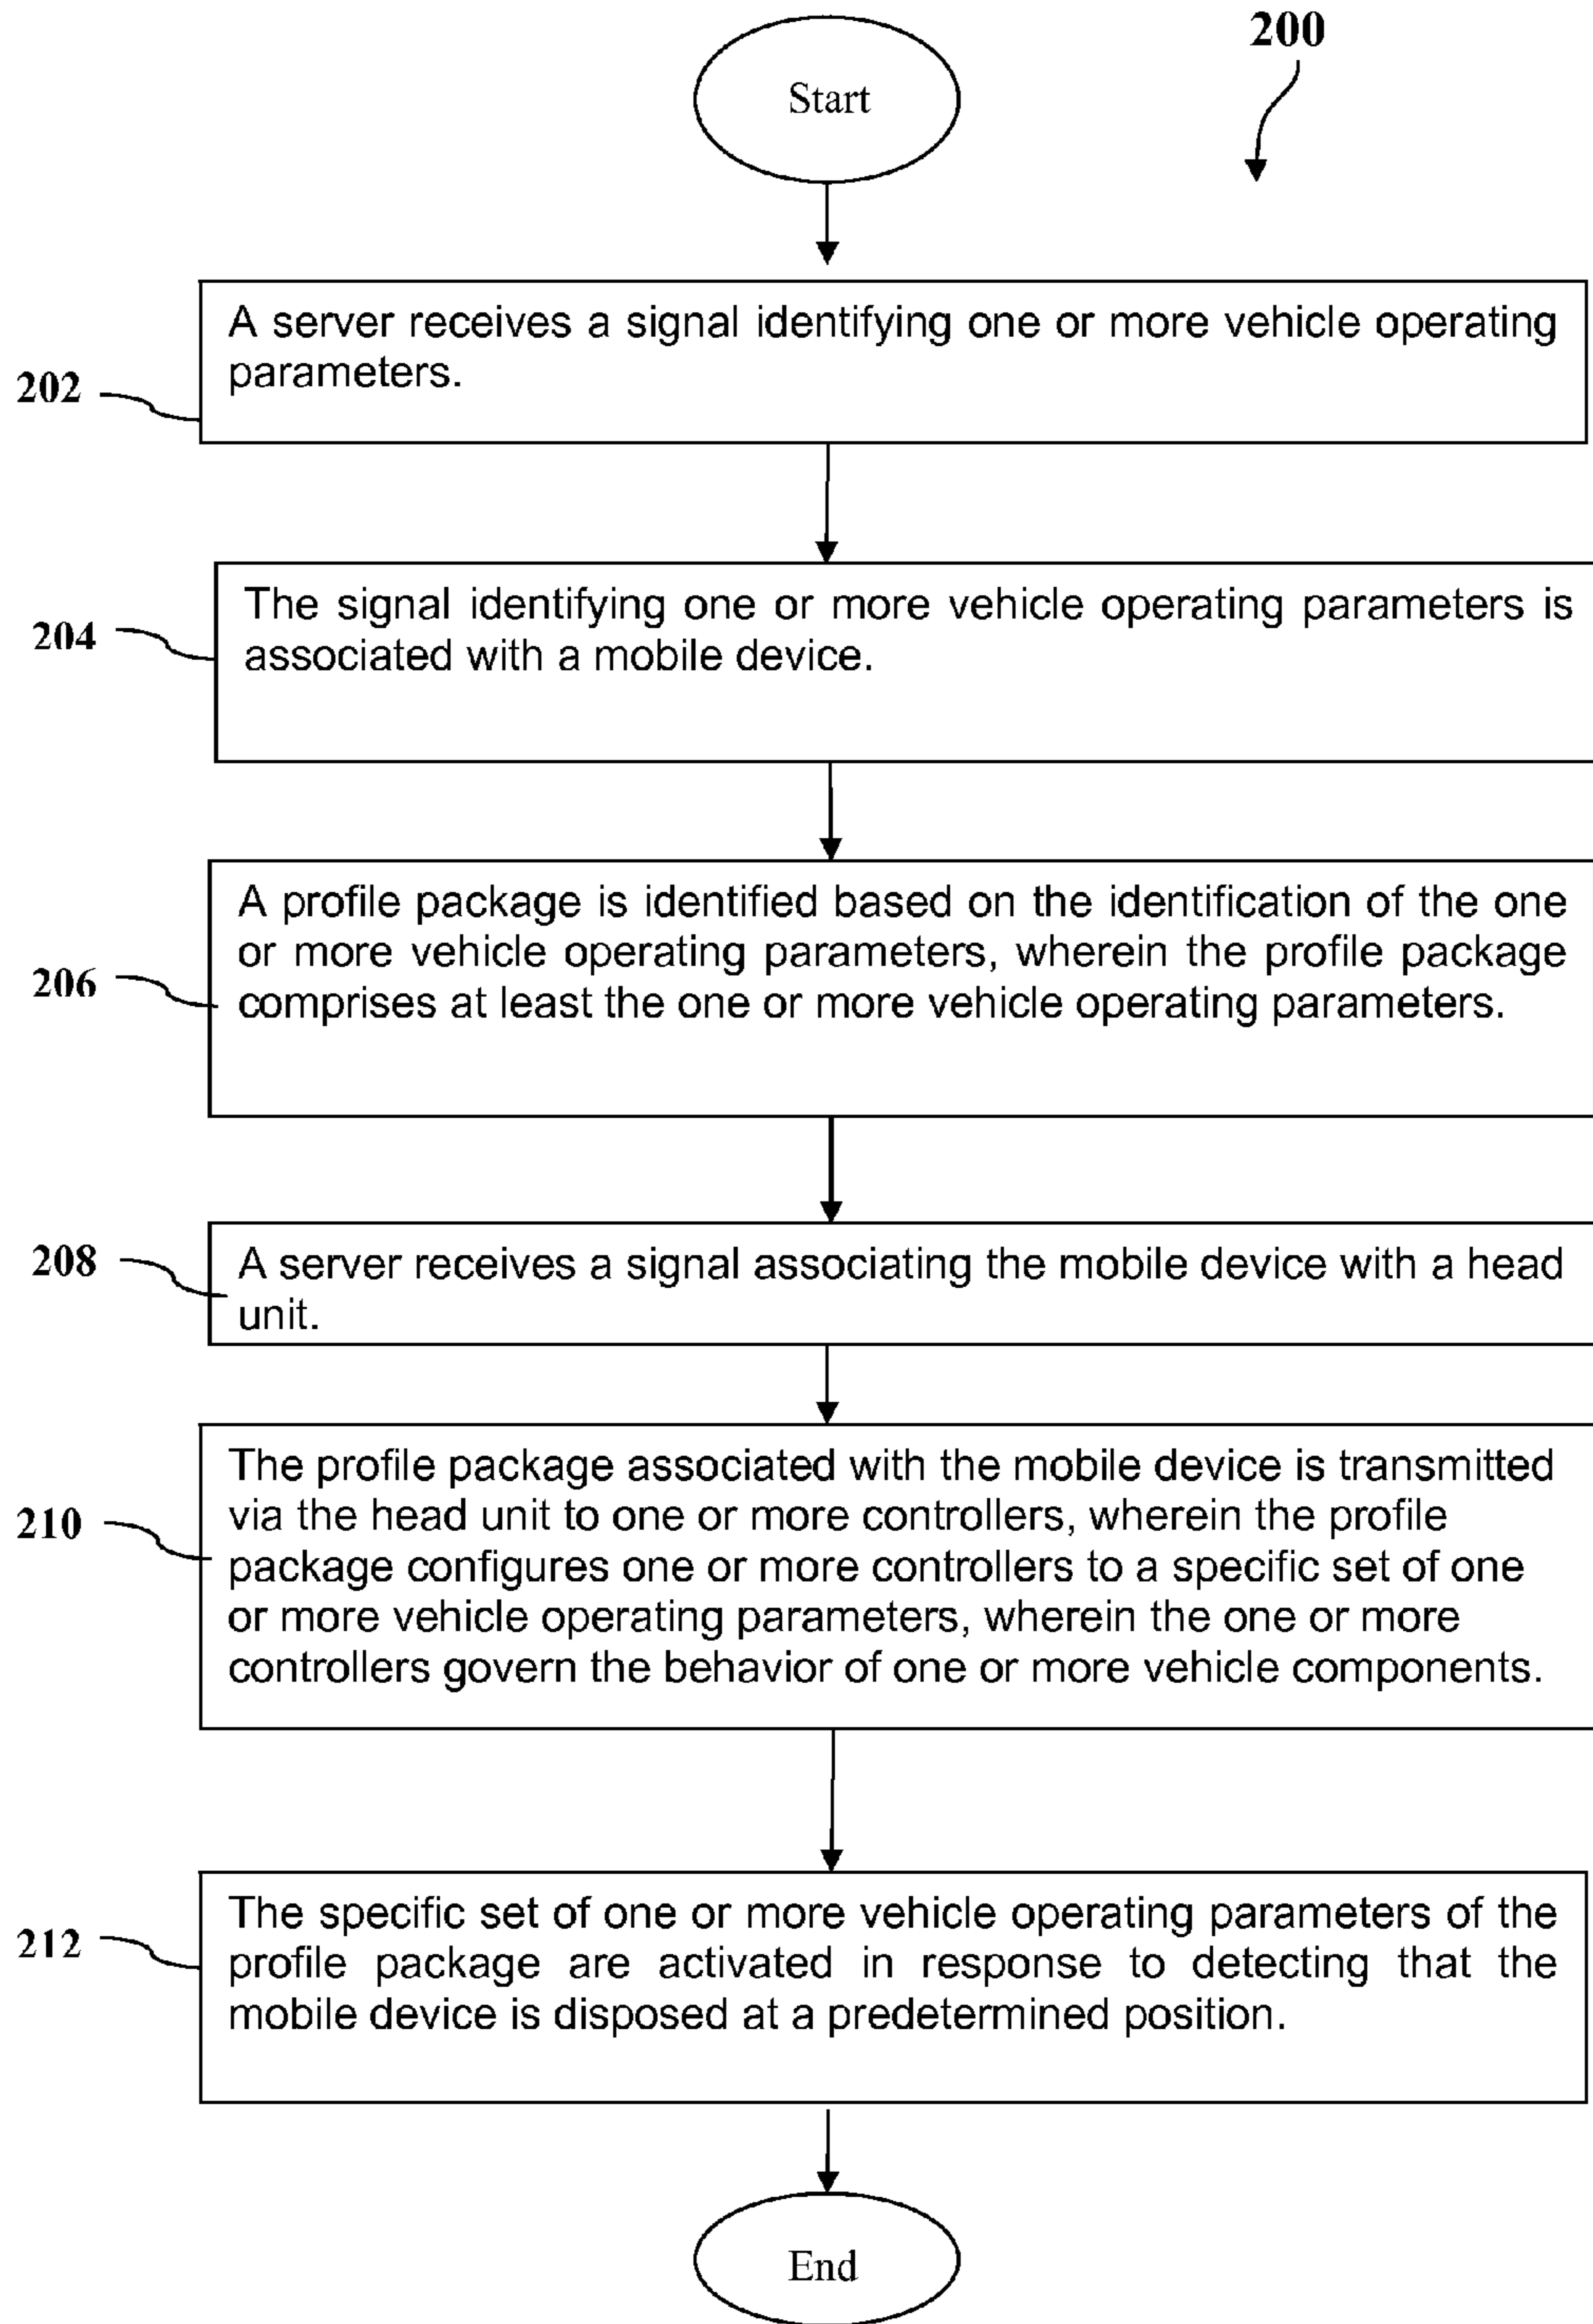 200
Start
A server receives a signal identifying one or more vehicle operating
parameters.
202
The signal identifying one or more vehicle operating parameters is
associated with a mobile device.
204
A profile package is identified based on the identification of the one
or more vehicle operating parameters, wherein the profile package
comprises at least the one or more vehicle operating parameters.
206
A server receives a signal associating the mobile device with a head
unit.
208
The profile package associated with the mobile device is transmitted
via the head unit to one or more controllers, wherein the profile
package configures one or more controllers to a specific set of one
or more vehicle operating parameters, wherein the one or more
controllers govern the behavior of one or more vehicle components.
210
The specific set of one or more vehicle operating parameters of the
profile package are activated in response to detecting that the
mobile device is disposed at a predetermined position.
212
End